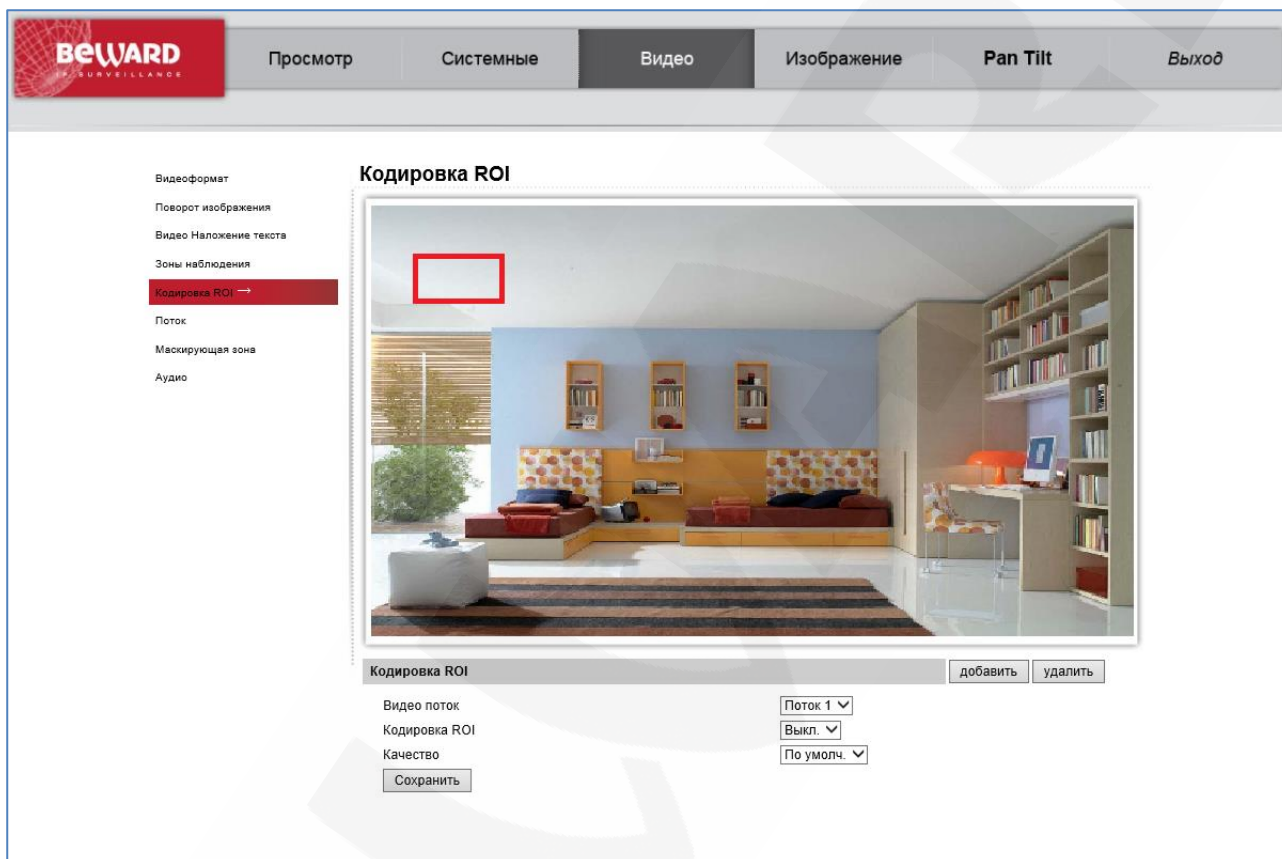 BEWARD
IP SURVEILLANCE
Просмотр
Системные
Видео
Изображение
Pan Tilt
Выход
Видеоформат
Поворот изображения
Видео Наложение текста
Зоны наблюдения
Кодировка ROI →
Поток
Маскирующая зона
Аудио
Кодировка ROI
Кодировка ROI
добавить
удалить
Видео поток
Поток 1
Кодировка ROI
Выкл.
Качество
По умолч.
Сохранить